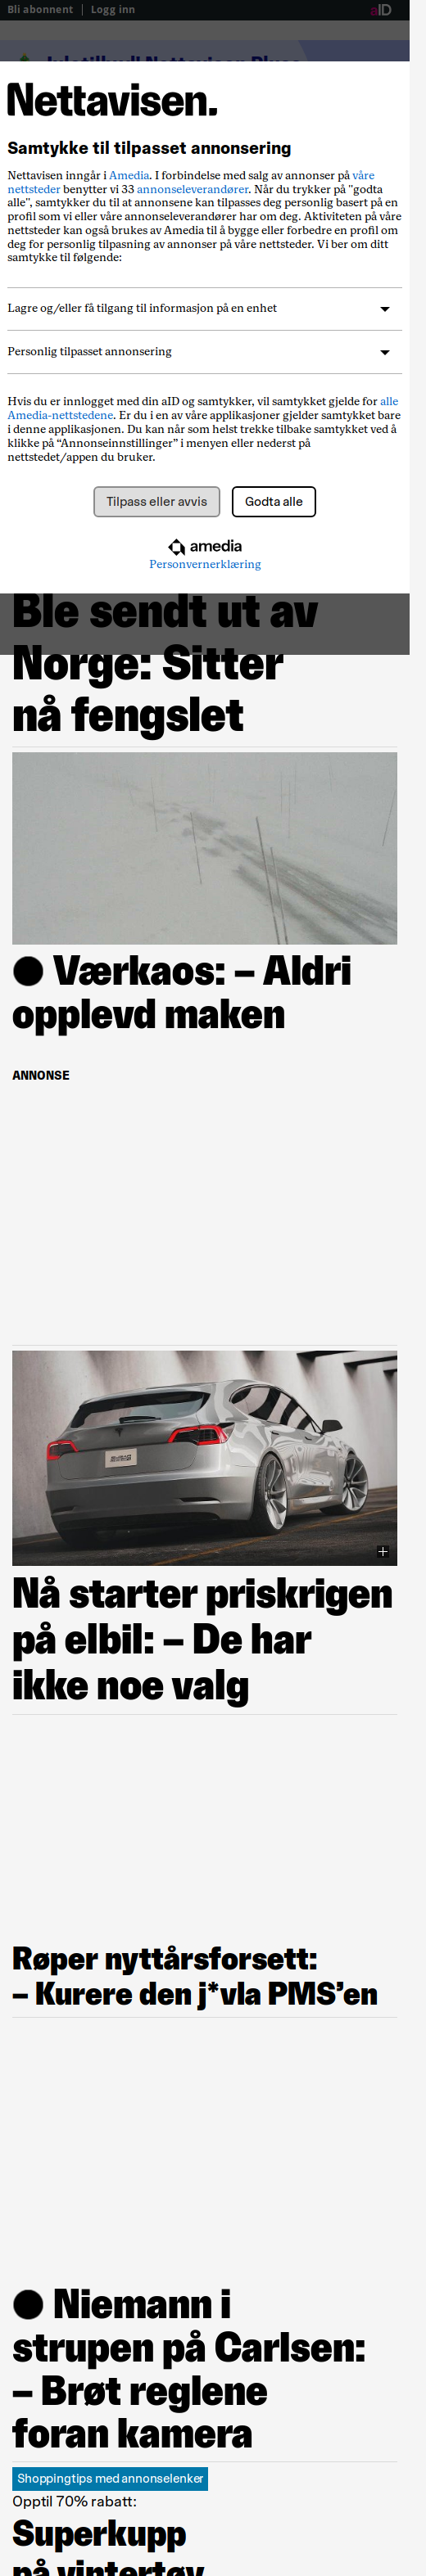 Bli abonnent | Logg inn
aID
Nettavisen.
Samtykke til tilpasset annonsering
Nettavisen inngår i Amedia. I forbindelse med salg av annonser på våre
nettsteder benytter vi 33 annonseleverandører. Når du trykker på "godta
alle", samtykker du til at annonsene kan tilpasses deg personlig basert på en
profil som vi eller våre annonseleverandører har om deg. Aktiviteten på våre
nettsteder kan også brukes av Amedia til å bygge eller forbedre en profil om
deg for personlig tilpasning av annonser på våre nettsteder. Vi ber om ditt
samtykke til følgende:
Lagre og/eller få tilgang til informasjon på en enhet
Personlig tilpasset annonsering
Hvis du er innlogget med din aID og samtykker, vil samtykket gjelde for alle
Amedia-nettstedene. Er du i en av våre applikasjoner gjelder samtykket bare
i denne applikasjonen. Du kan når som helst trekke tilbake samtykket ved å
klikke på “Annonseinnstillinger” i menyen eller nederst på
nettstedet/appen du bruker.
Tilpass eller avvis
Godta alle
amedia
Personvernerklæring
Ble sendt ut av
Norge: Sitter
nå fengslet
Værkaos: – Aldri
opplevd maken
ANNONSE
Nå starter priskrigen
på elbil: – De har
ikke noe valg
Røper nyttårsforsett:
– Kurere den j*vla PMS’en
Niemann i
strupen på Carlsen:
– Brøt reglene
foran kamera
Shoppingtips med annonselenker
Opptil 70% rabatt:
Superkupp
på vintertøy